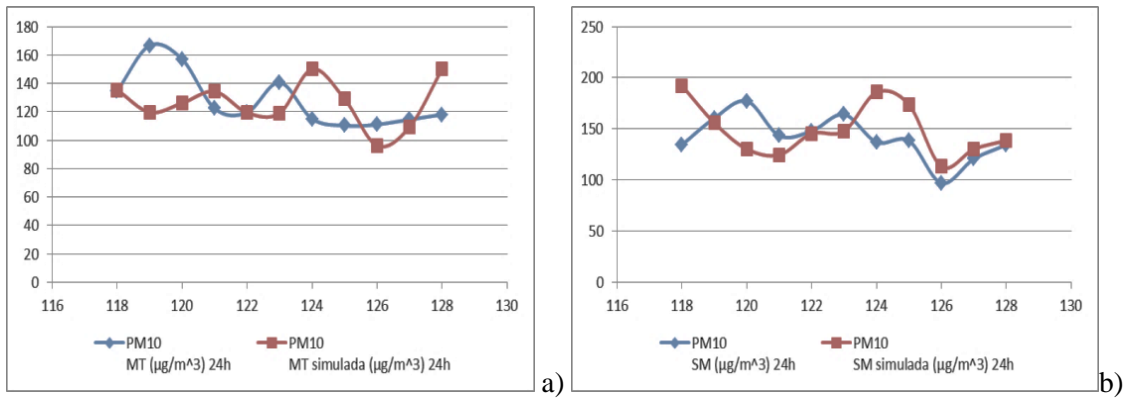 180
160
140
120
100
80
60
40
20
0
116 118 120 122 124 126 128 130
PM10 PM10
MT (µg/m^3) 24h MT simulada (µg/m^3) 24h
a)
250
200
150
100
50
0
116 118 120 122 124 126 128 130
PM10 PM10
SM (µg/m^3) 24h SM simulada (µg/m^3) 24h
b)